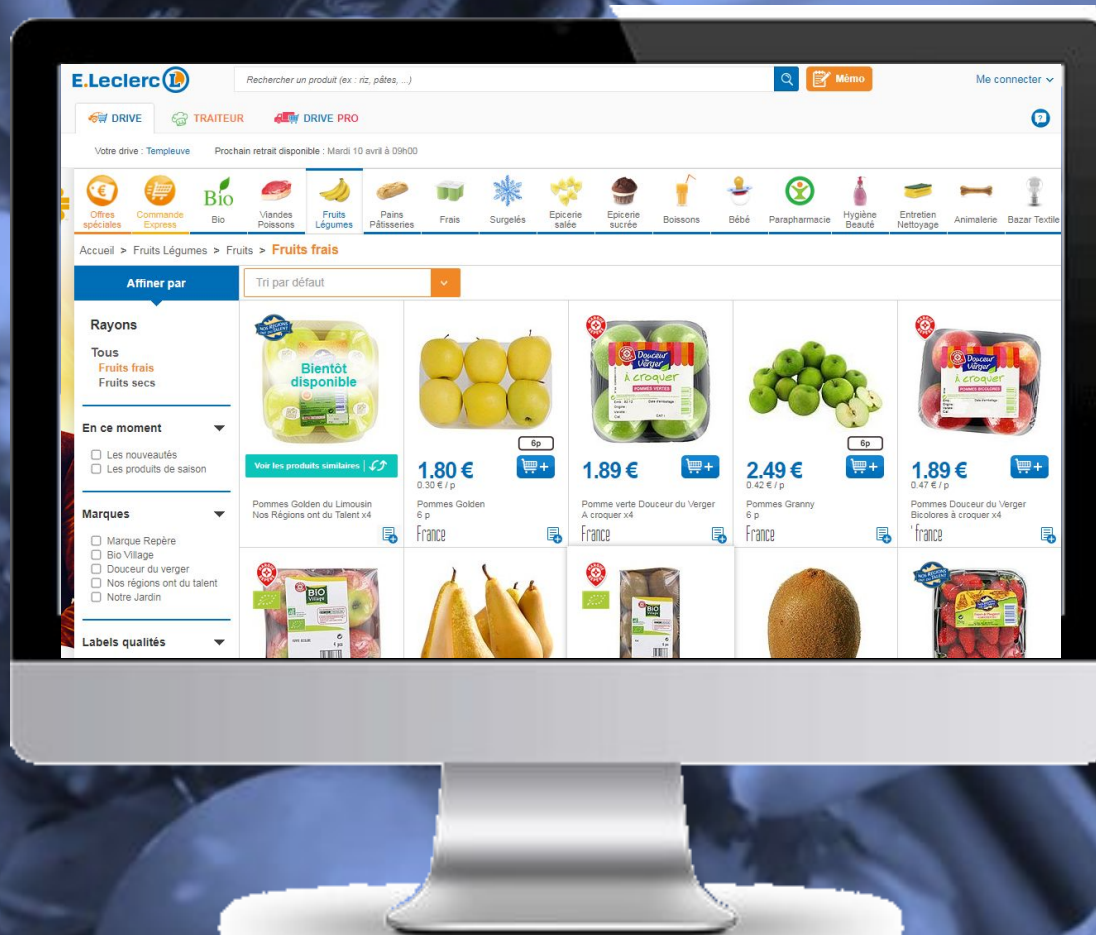 E.Leclerc L
Rechercher un produit (ex : riz, pâtes, ...)
Mémo
Me connecter
DRIVE
TRAITEUR
DRIVE PRO
?
Votre drive : Templeuve
Prochain retrait disponible : Mardi 10 avril à 09h00
Offres spéciales
Commande Express
Bio
Bio
Viandes Poissons
Fruits Légumes
Pains Pâtisseries
Frais
Surgelés
Epicerie salée
Epicerie sucrée
Boissons
Bébé
Parapharmacie
Hygiène Beauté
Entretien Nettoyage
Animalerie
Bazar Textile
Accueil > Fruits Légumes > Fruits > Fruits frais
Affiner par
Tri par défaut
Rayons
Tous
Fruits frais
Fruits secs
En ce moment
Les nouveautés
Les produits de saison
Marques
Marque Repère
Bio Village
Douceur du verger
Nos régions ont du talent
Notre Jardin
Labels qualités
Bientôt
disponible
Voir les produits similaires
Pommes Golden du Limousin
Nos Régions ont du Talent x4
6p
1.80 €
0.30 € / p
Pommes Golden
6 p
France
Douceur du Verger
À croquer
POMMES VERTES
1.89 €
Pomme verte Douceur du Verger
A croquer x4
France
6p
2.49 €
0.42 € / p
Pommes Granny
6 p
France
Douceur du Verger
À croquer
POMMES BICOLORES
1.89 €
0.47 € / p
Pommes Douceur du Verger
Bicolores à croquer x4
France
BIO
Village
BIO
Village